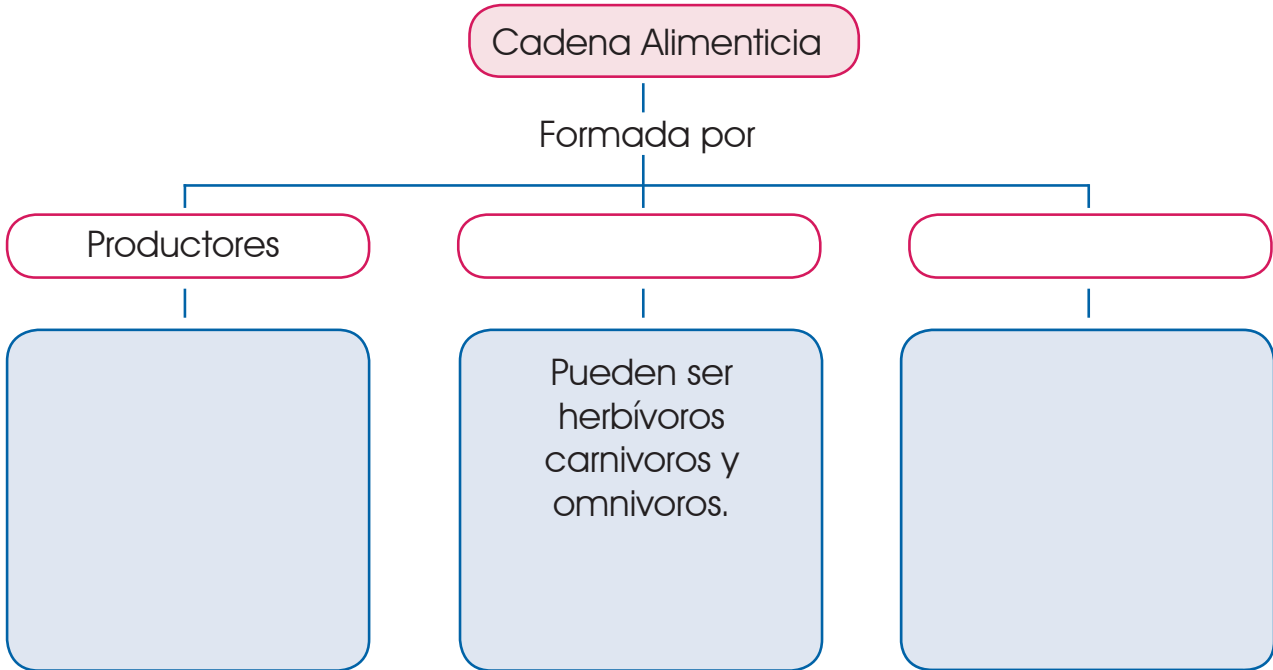 Cadena Alimenticia
Formada por
Productores
Pueden ser
herbívoros
carnivoros y
omnivoros.